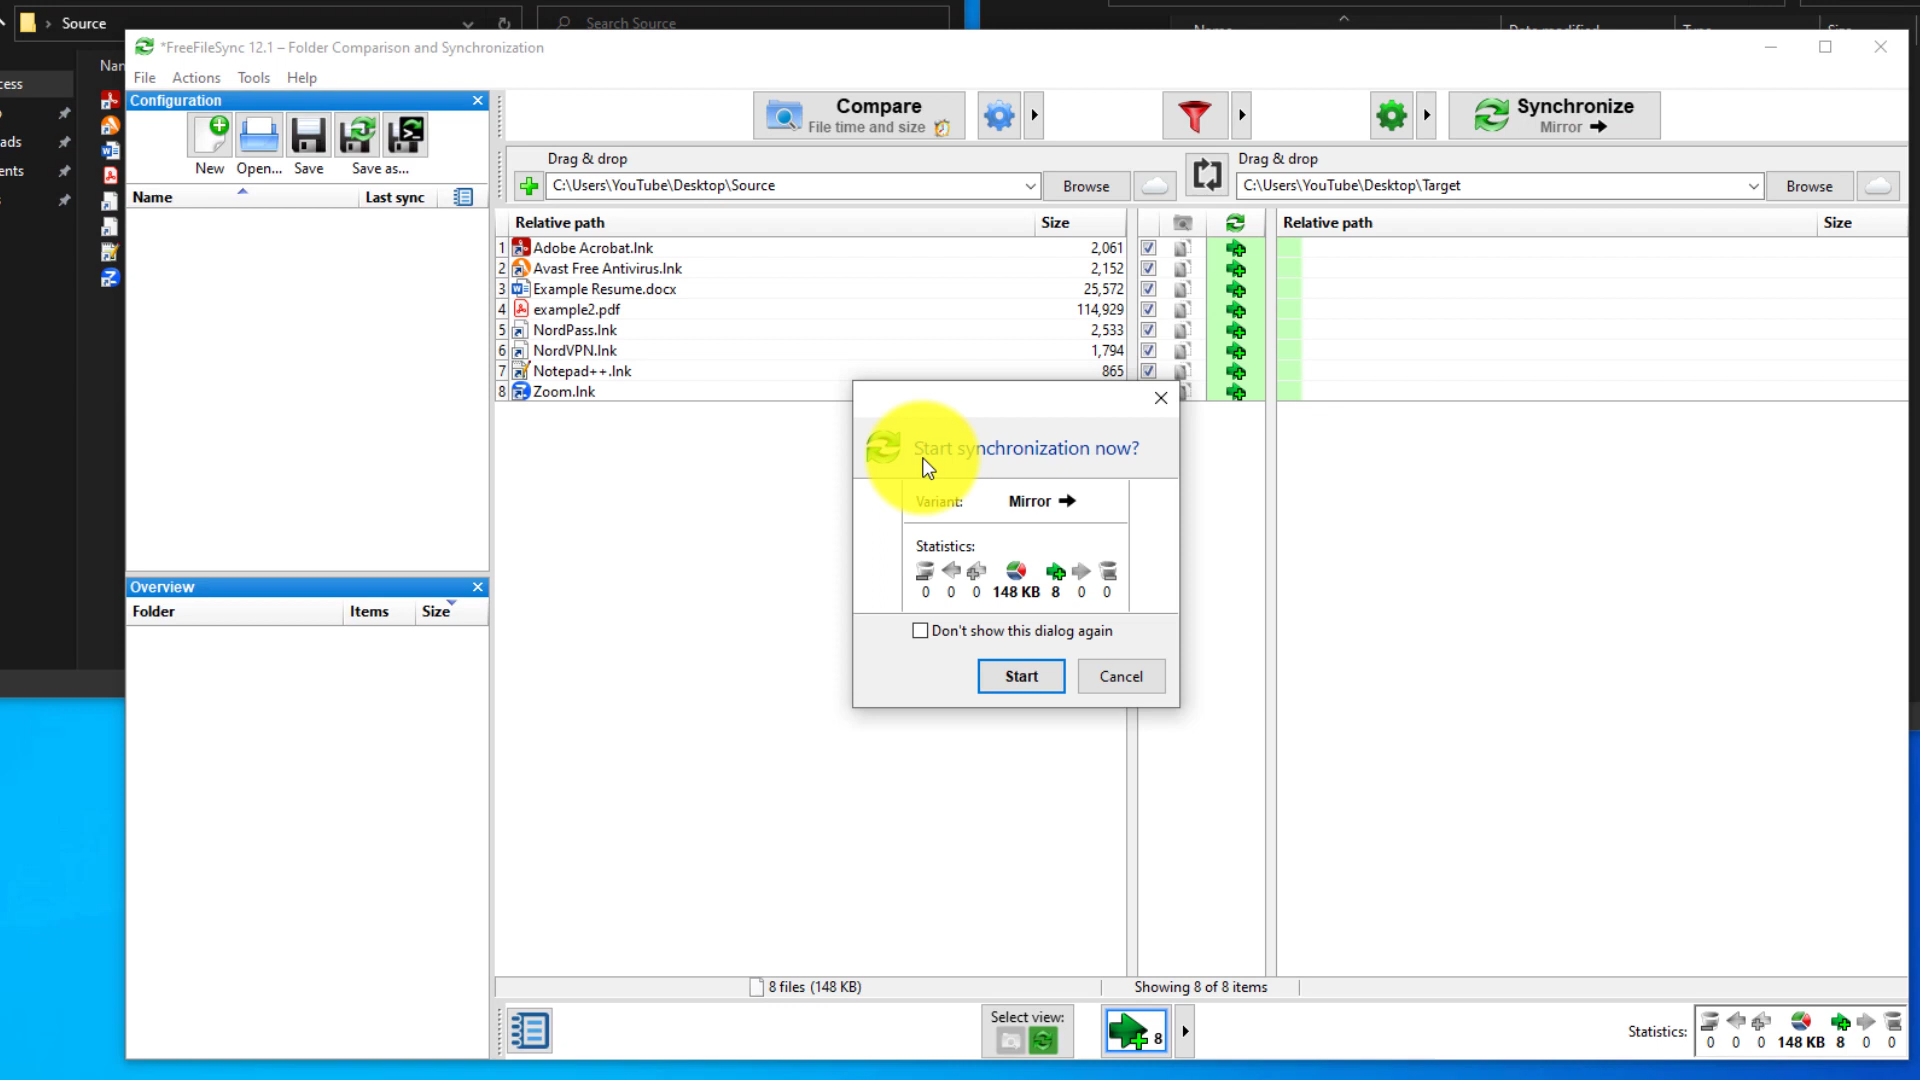 Source
Search Source
Name
Date modified
Type
Size
*FreeFileSync 12.1 – Folder Comparison and Synchronization
File Actions Tools Help
Configuration
New Open... Save Save as...
Name Last sync
Compare
File time and size
Synchronize
Mirror
Drag & drop
C:\Users\YouTube\Desktop\Source
Browse
Drag & drop
C:\Users\YouTube\Desktop\Target
Browse
Relative path Size
Relative path Size
1 Adobe Acrobat.lnk 2,061
2 Avast Free Antivirus.lnk 2,152
3 Example Resume.docx 25,572
4 example2.pdf 114,929
5 NordPass.lnk 2,533
6 NordVPN.lnk 1,794
7 Notepad++.lnk 865
8 Zoom.lnk
Start synchronization now?
Variant: Mirror
Statistics:
0 0 0 148 KB 8 0 0
Don't show this dialog again
Start Cancel
Overview
Folder Items Size
8 files (148 KB)
Showing 8 of 8 items
Select view:
8
Statistics:
0 0 0 148 KB 8 0 0